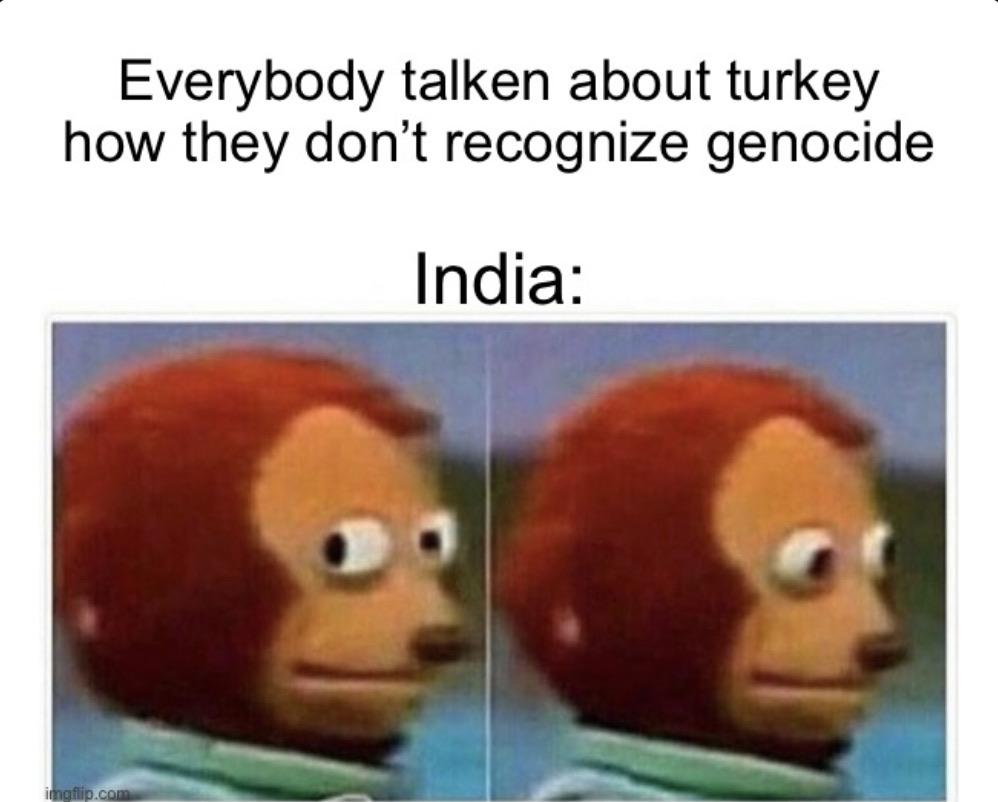 Everybody talken about turkey
how they don’t recognize genocide
India:
imgflip.com